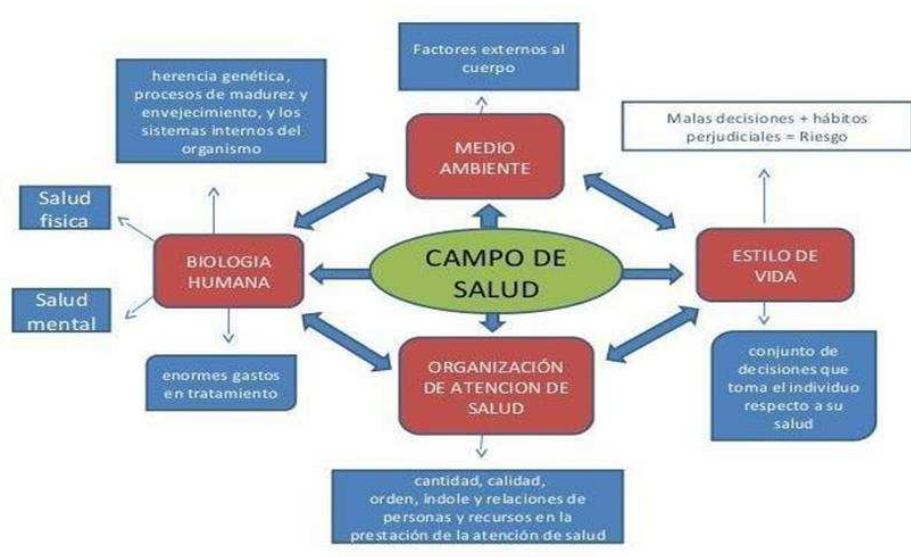 Factores externos al
cuerpo
herencia genética,
procesos de madurez y
envejecimiento, y los
sistemas internos del
organismo
Malas decisiones + hábitos
perjudiciales = Riesgo
MEDIO
AMBIENTE
Salud
fisica
BIOLOGIA
HUMANA
CAMPO DE
SALUD
ESTILO DE
VIDA
Salud
mental
enormes gastos
en tratamiento
ORGANIZACIÓN
DE ATENCION DE
SALUD
conjunto de
decisiones que
toma el individuo
respecto a su
salud
cantidad, calidad,
orden, índole y relaciones de
personas y recursos en la
prestación de la atención de salud